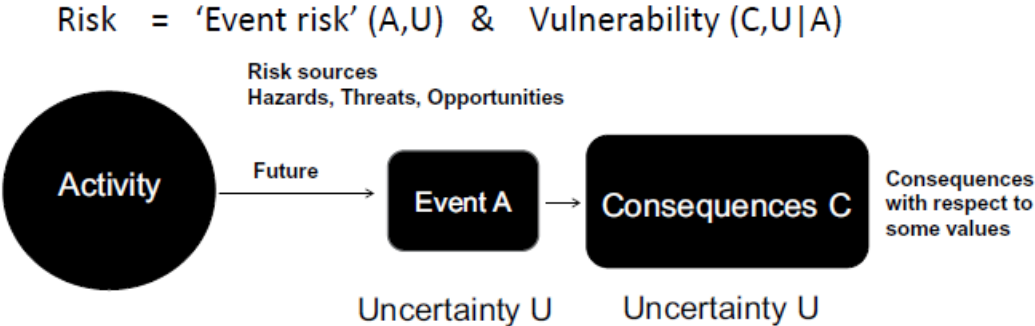 Risk = ‘Event risk’ (A,U) & Vulnerability (C,U|A)
Risk sources
Hazards, Threats, Opportunities
Activity
Future
Event A
Consequences C
Consequences
with respect to
some values
Uncertainty U
Uncertainty U